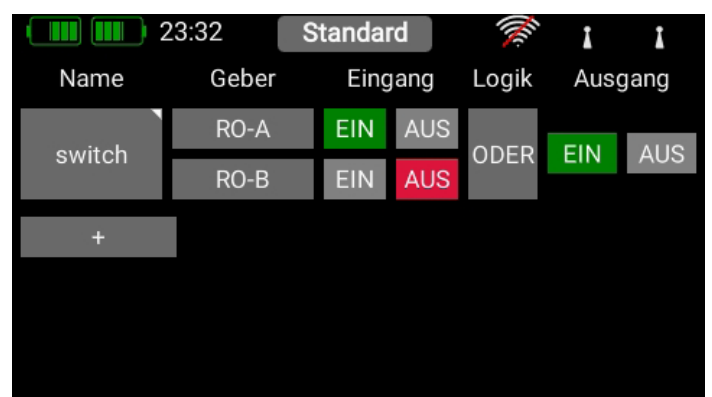 23:32 Standard
Name Geber Eingang Logik Ausgang
switch RO-A EIN AUS ODER EIN AUS
RO-B EIN AUS
+